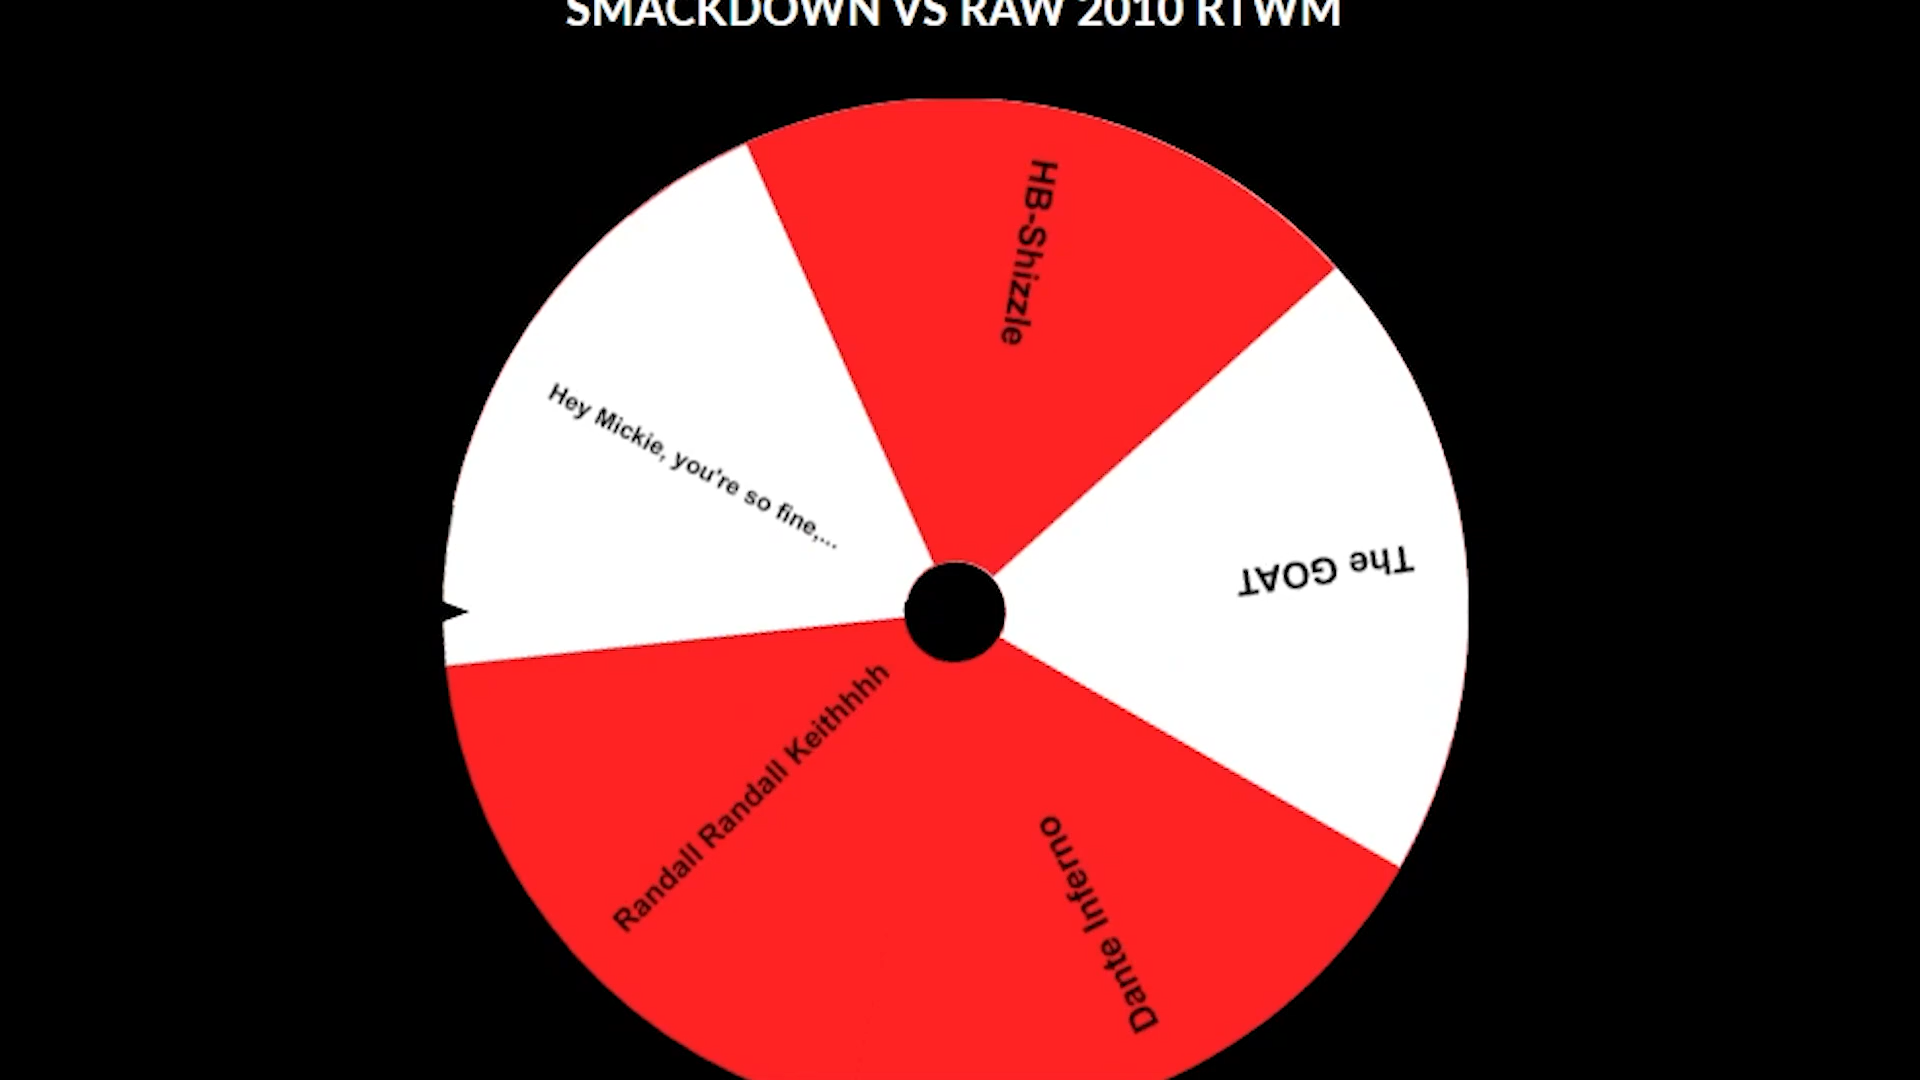 SMACKDOWN VS RAW 2010 RTWM
HB-Shizzle
Hey Mickie, you're so fine,...
The GOAT
Randall Randall Keithhhh
Dante Inferno